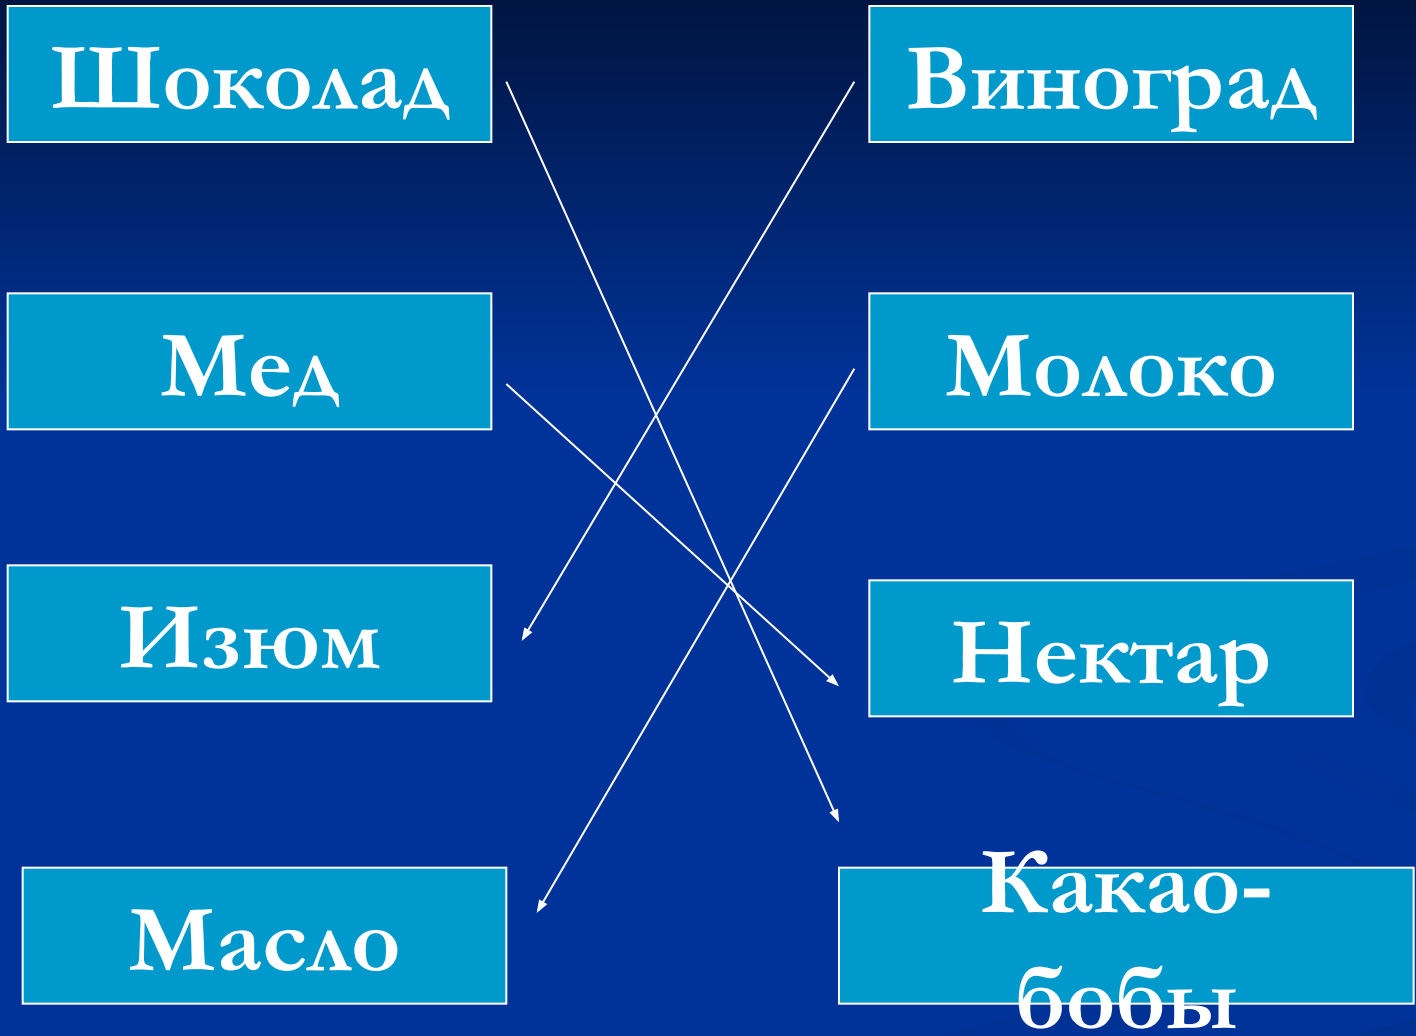 Шоколад
Виноград
Мед
Молоко
Изюм
Нектар
Масло
Какао-
бобы